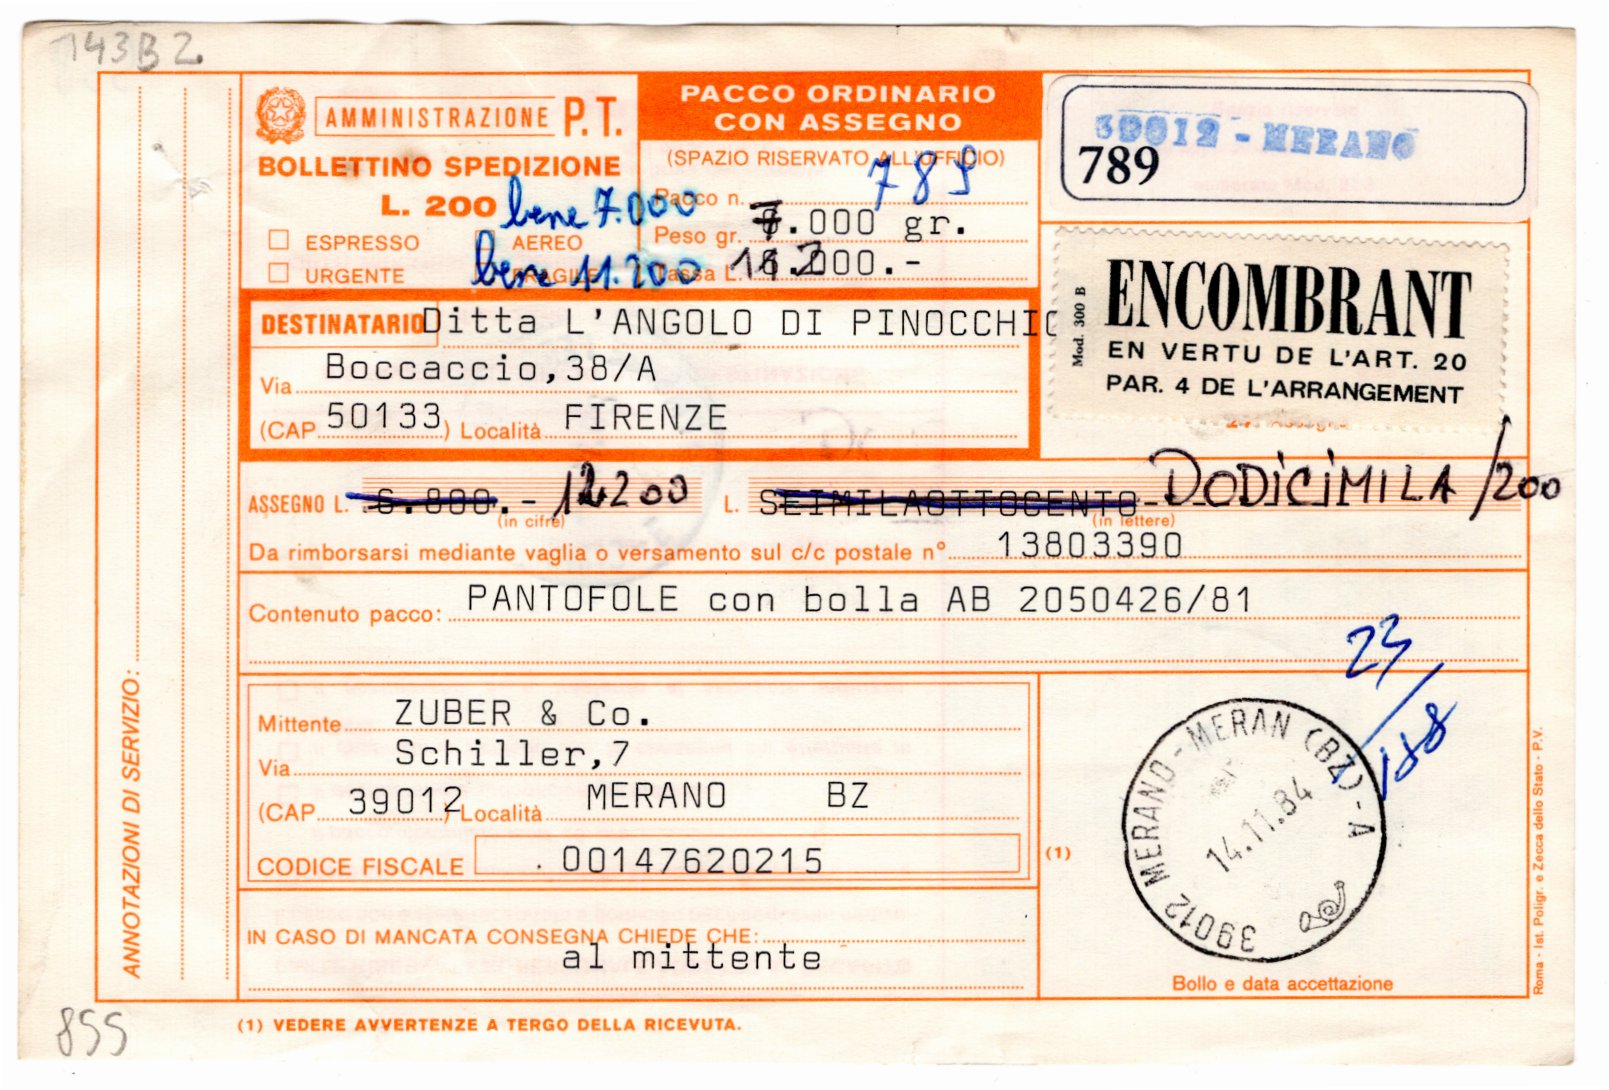 143B2
AMMINISTRAZIONE P.T.
BOLLETTINO SPEDIZIONE
L. 200
bene 7.000
ESPRESSO
AEREO
bene 11.200
URGENTE
FRAGILE
PACCO ORDINARIO
CON ASSEGNO
(SPAZIO RISERVATO ALL'UFFICIO)
Pacco n. 789
Peso gr. 7.000 gr.
Tassa L.
39012 - MERANO
789
Mod. 300 B
ENCOMBRANT
EN VERTU DE L'ART. 20
PAR. 4 DE L'ARRANGEMENT
DESTINATARIO Ditta L'ANGOLO DI PINOCCHIO
Via Boccaccio,38/A
(CAP 50133) Località FIRENZE
ASSEGNO L. 6.800.- 12200 L. SEIMILAOTTOCENTO- DODICIMILA/200
(in cifre) (in lettere)
Da rimborsarsi mediante vaglia o versamento sul c/c postale n° 13803390
Contenuto pacco: PANTOFOLE con bolla AB 2050426/81
Mittente ZUBER & Co.
Via Schiller,7
(CAP 39012) Località MERANO BZ
CODICE FISCALE 00147620215
IN CASO DI MANCATA CONSEGNA CHIEDE CHE:
al mittente
(1)
39012 MERANO-MERAN (BZ)-A
14.11.84
Bollo e data accettazione
ANNOTAZIONI DI SERVIZIO:
Roma - Ist. Poligr. e Zecca dello Stato - P.V.
(1) VEDERE AVVERTENZE A TERGO DELLA RICEVUTA.
855